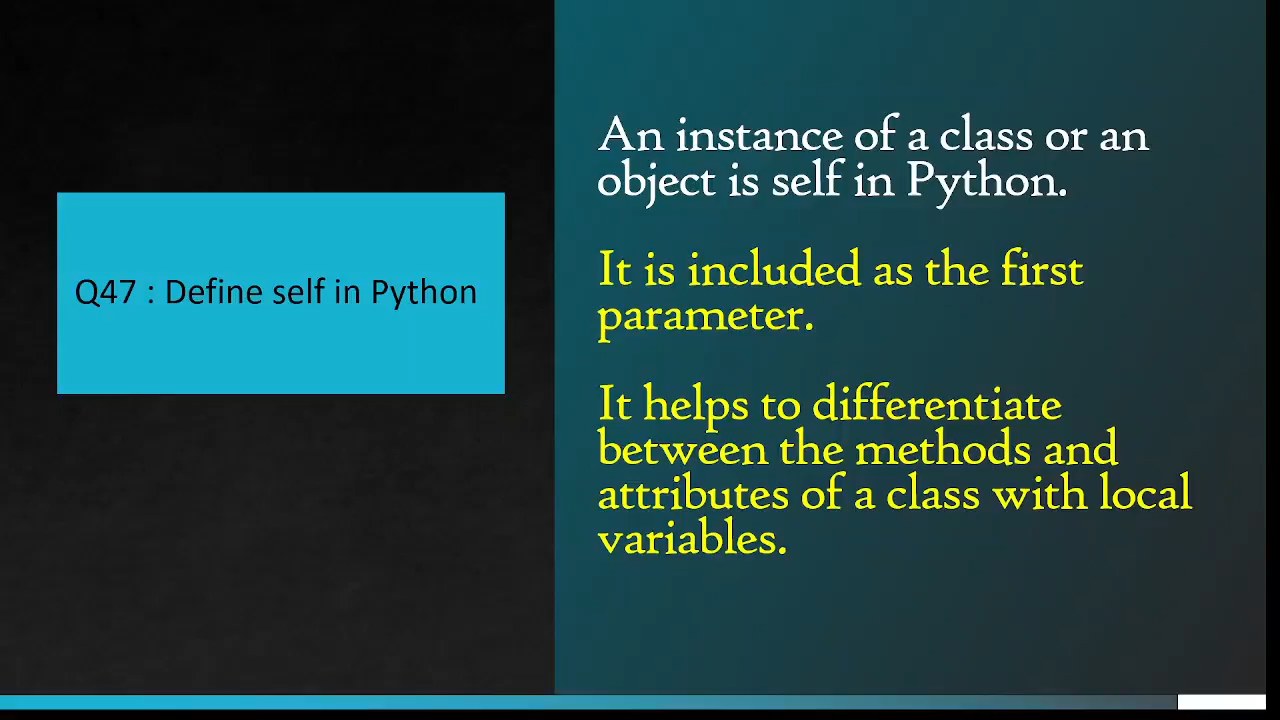 Q47 : Define self in Python
An instance of a class or an
object is self in Python.
It is included as the first
parameter.
It helps to differentiate
between the methods and
attributes of a class with local
variables.